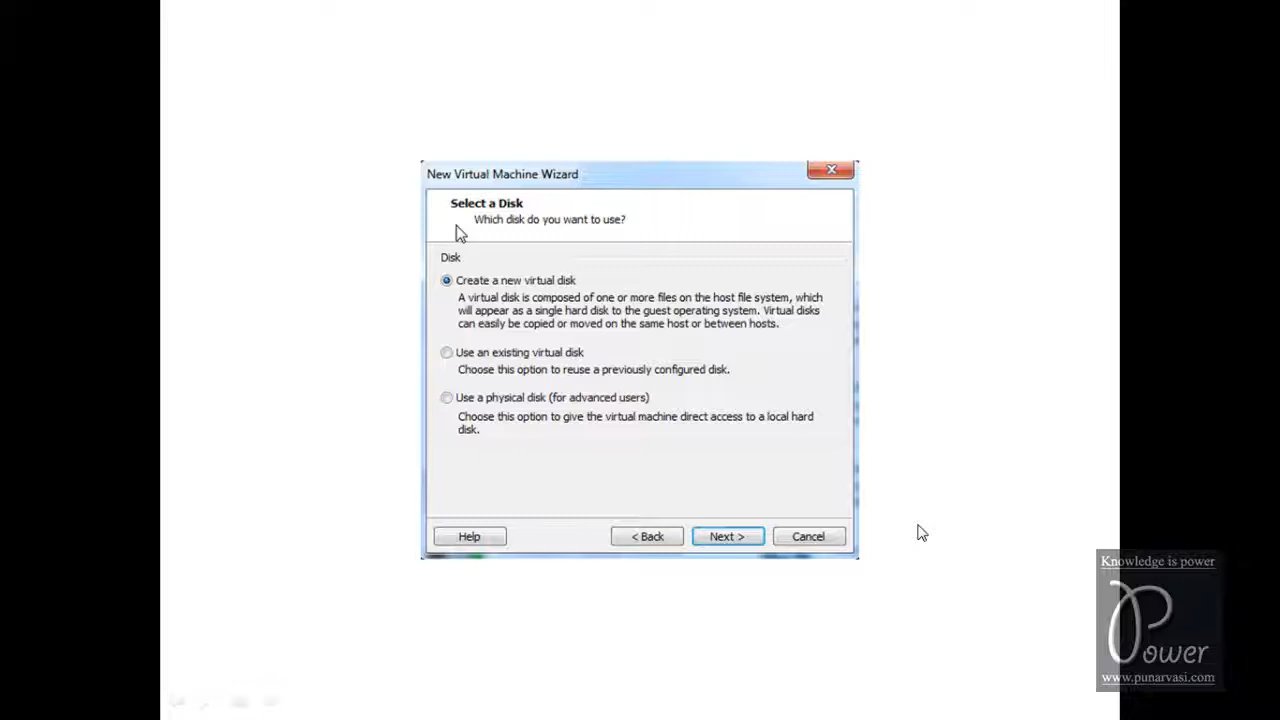 New Virtual Machine Wizard
Select a Disk
Which disk do you want to use?
Disk
Create a new virtual disk
A virtual disk is composed of one or more files on the host file system, which
will appear as a single hard disk to the guest operating system. Virtual disks
can easily be copied or moved on the same host or between hosts.
Use an existing virtual disk
Choose this option to reuse a previously configured disk.
Use a physical disk (for advanced users)
Choose this option to give the virtual machine direct access to a local hard
disk.
Help
< Back
Next >
Cancel
Knowledge is power
Power
www.punarvasi.com